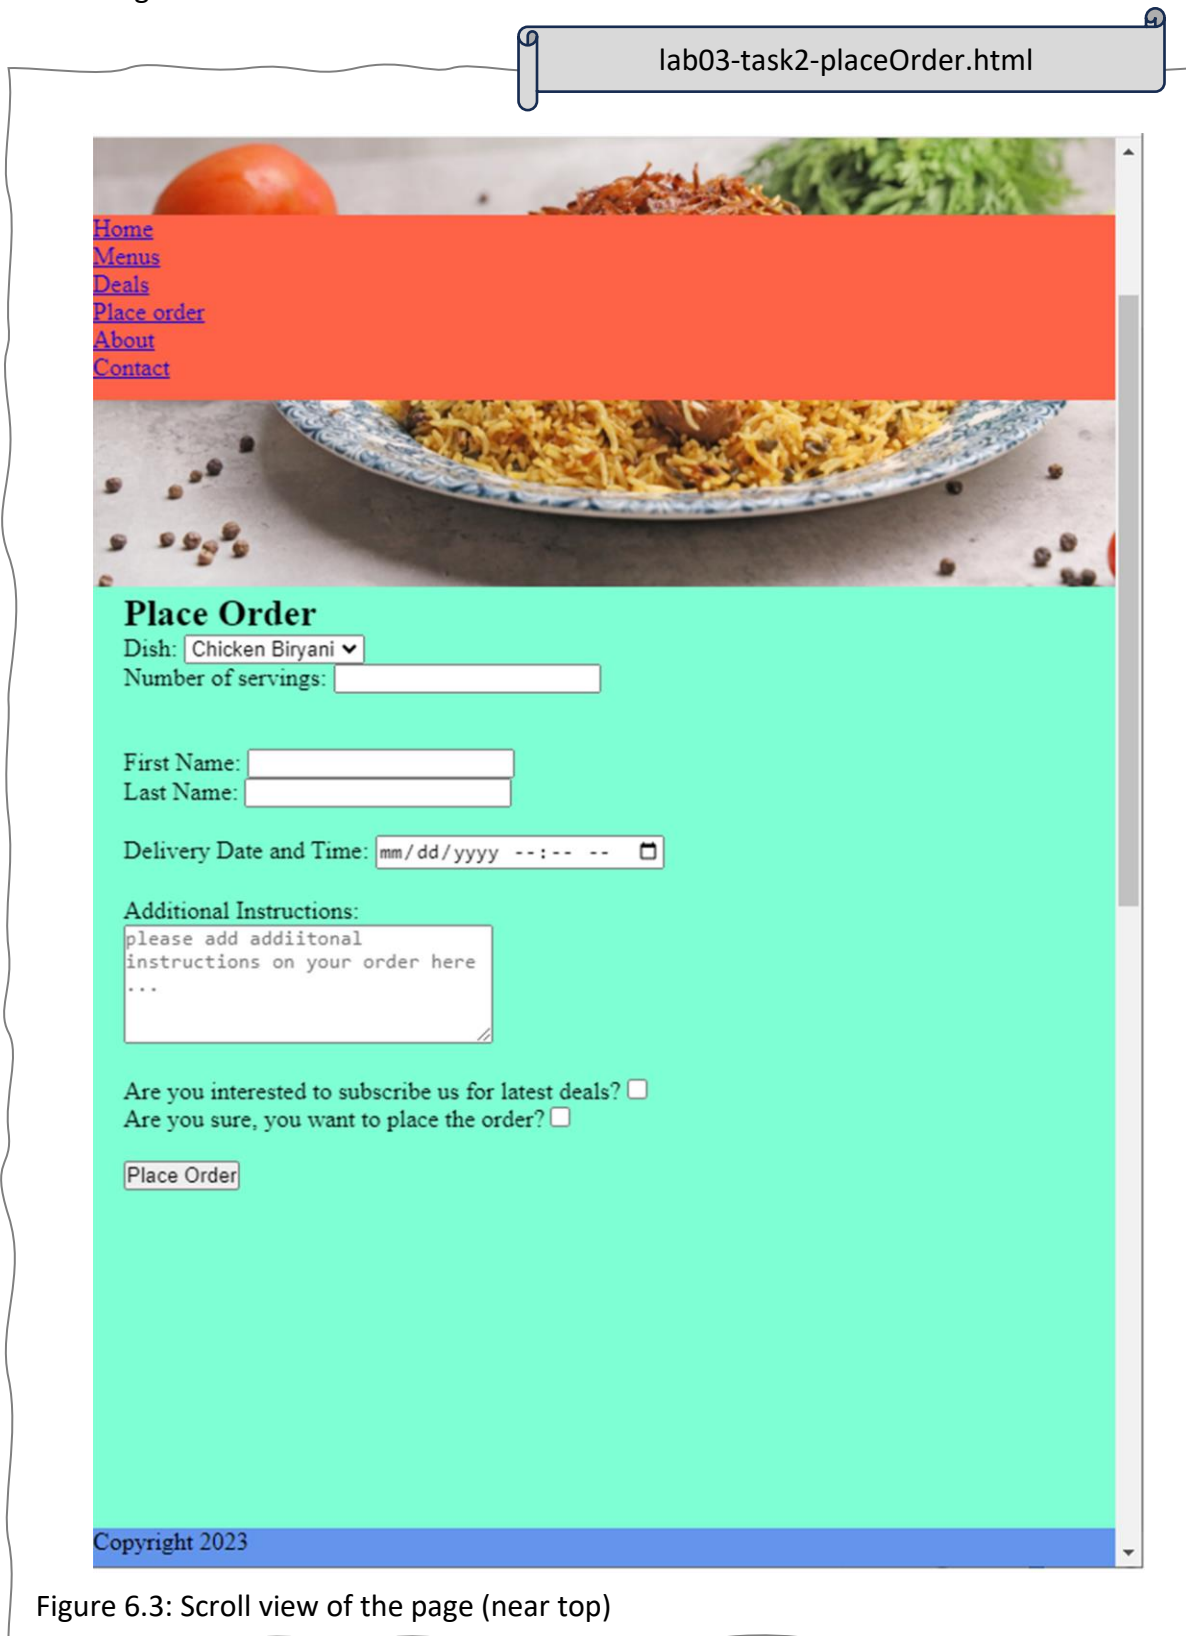 lab03-task2-placeOrder.html
Home
Menus
Deals
Place order
About
Contact
Place Order
Dish: Chicken Biryani
Number of servings:
First Name:
Last Name:
Delivery Date and Time: mm/dd/yyyy --:-- --
Additional Instructions:
please add addiitonal
instructions on your order here
...
Are you interested to subscribe us for latest deals?
Are you sure, you want to place the order?
Place Order
Copyright 2023
Figure 6.3: Scroll view of the page (near top)